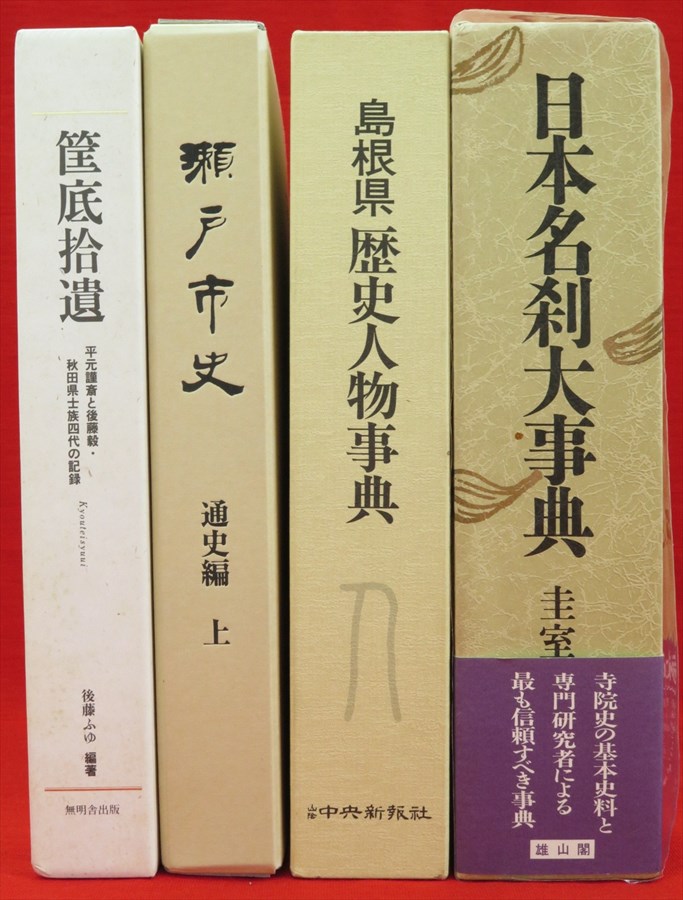 筐底拾遺
平元謹斎と後藤毅・
秋田県士族四代の記録
Kyouteisyuui
後藤ふゆ 編著
無明舎出版
瀬戸市史
通史編 上
島根県 歴史人物事典
山陰中央新報社
日本名刹大事典
圭室
寺院史の基本史料と
専門研究者による
最も信頼すべき事典
雄山閣